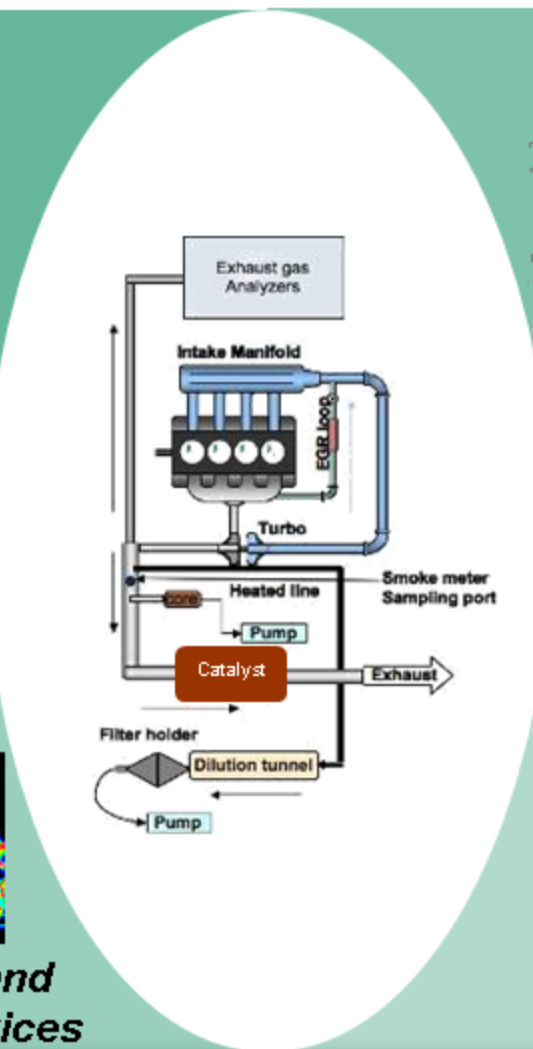 Exhaust gas
Analyzers
Intake Manifold
EGR loop
Turbo
Heated line
Smoke meter
Sampling port
core
Pump
Catalyst
Exhaust
Filter holder
Dilution tunnel
Pump
end
ices